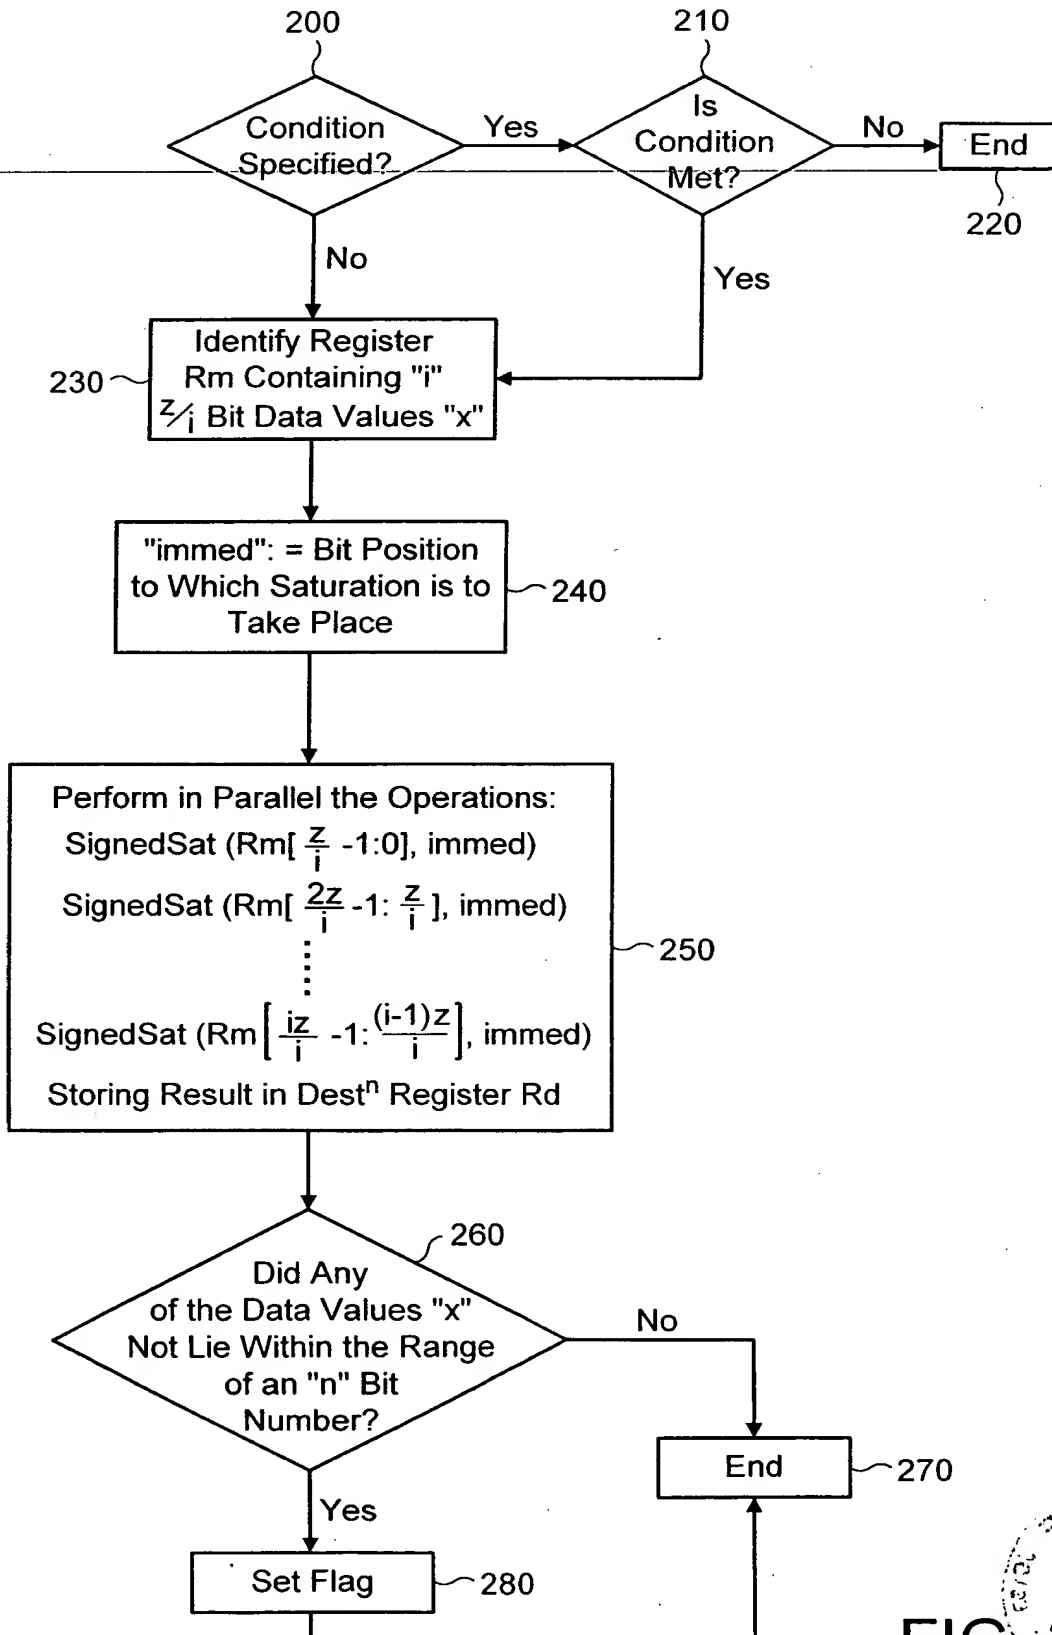 200
210
Condition
Specified?
Yes
Is
Condition
Met?
No
End
220
No
Yes
230
Identify Register
Rm Containing "i"
z/i Bit Data Values "x"
"immed": = Bit Position
to Which Saturation is to
Take Place
240
Perform in Parallel the Operations:
SignedSat (Rm[ z/i -1:0], immed)
SignedSat (Rm[ 2z/i -1: z/i ], immed)
SignedSat (Rm [ iz/i -1: (i-1)z/i ], immed)
Storing Result in Destⁿ Register Rd
250
260
Did Any
of the Data Values "x"
Not Lie Within the Range
of an "n" Bit
Number?
No
End
270
Yes
Set Flag
280
FIG